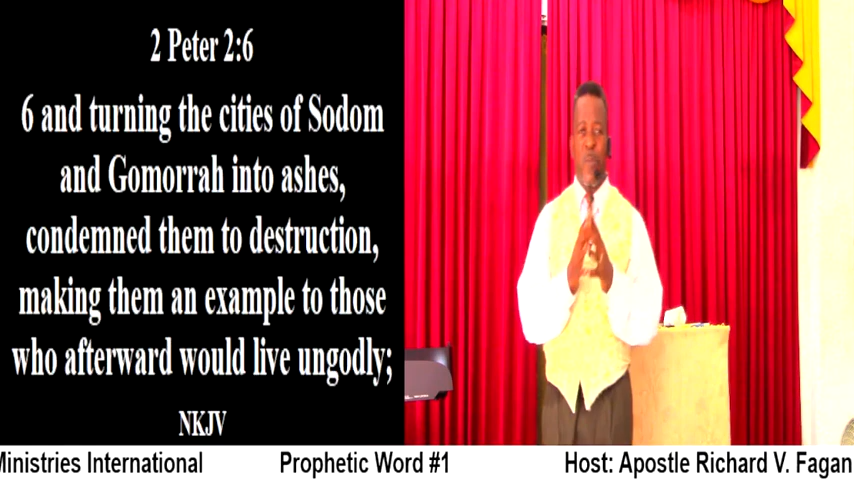 2 Peter 2:6
6 and turning the cities of Sodom
and Gomorrah into ashes,
condemned them to destruction,
making them an example to those
who afterward would live ungodly;
NKJV
Ministries International Prophetic Word #1 Host: Apostle Richard V. Fagan